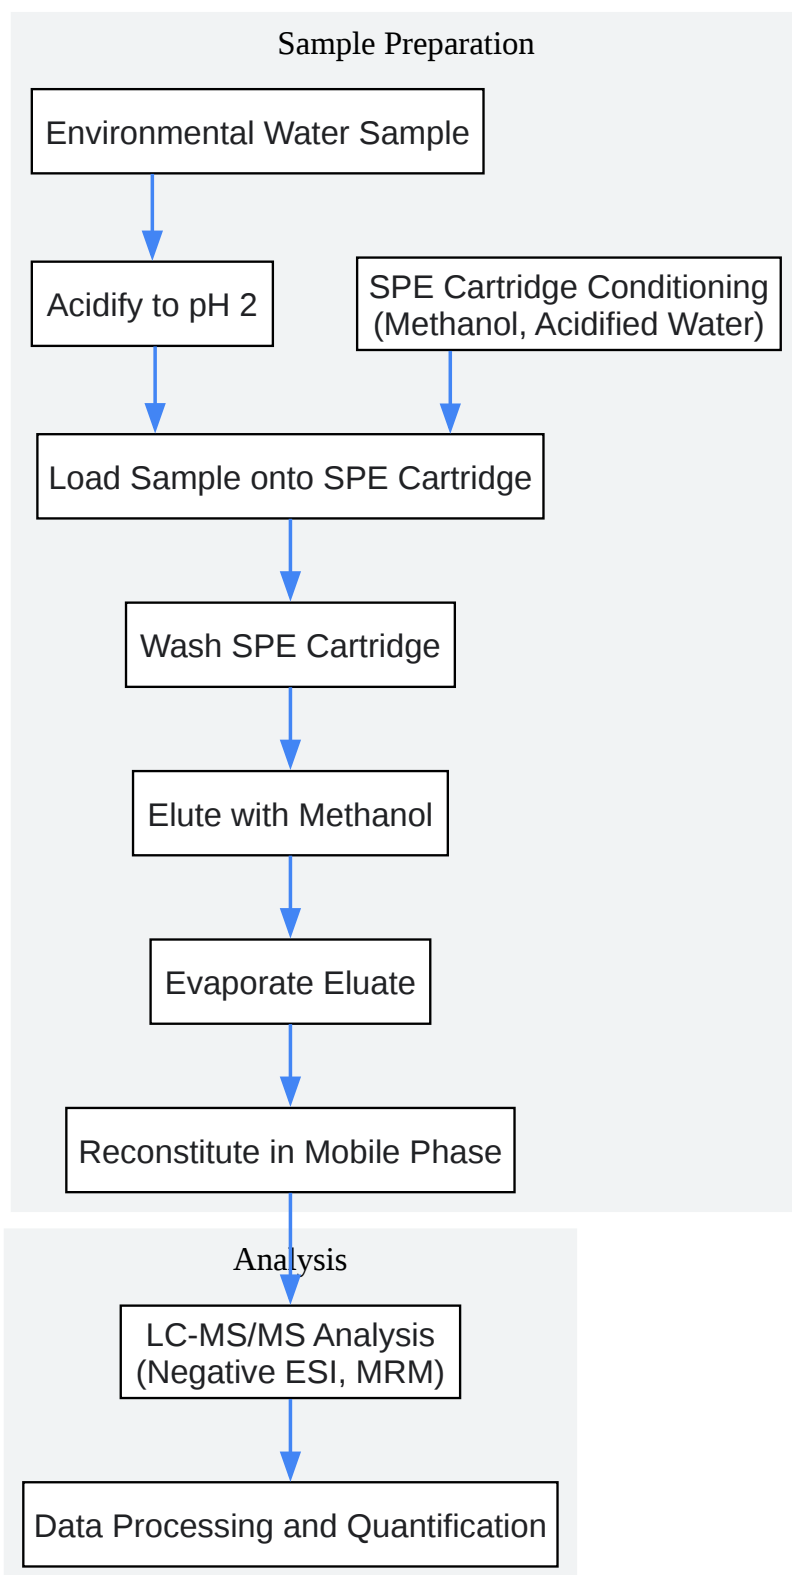 Sample Preparation
Environmental Water Sample
Acidify to pH 2
SPE Cartridge Conditioning
(Methanol, Acidified Water)
Load Sample onto SPE Cartridge
Wash SPE Cartridge
Elute with Methanol
Evaporate Eluate
Reconstitute in Mobile Phase
Analysis
LC-MS/MS Analysis
(Negative ESI, MRM)
Data Processing and Quantification